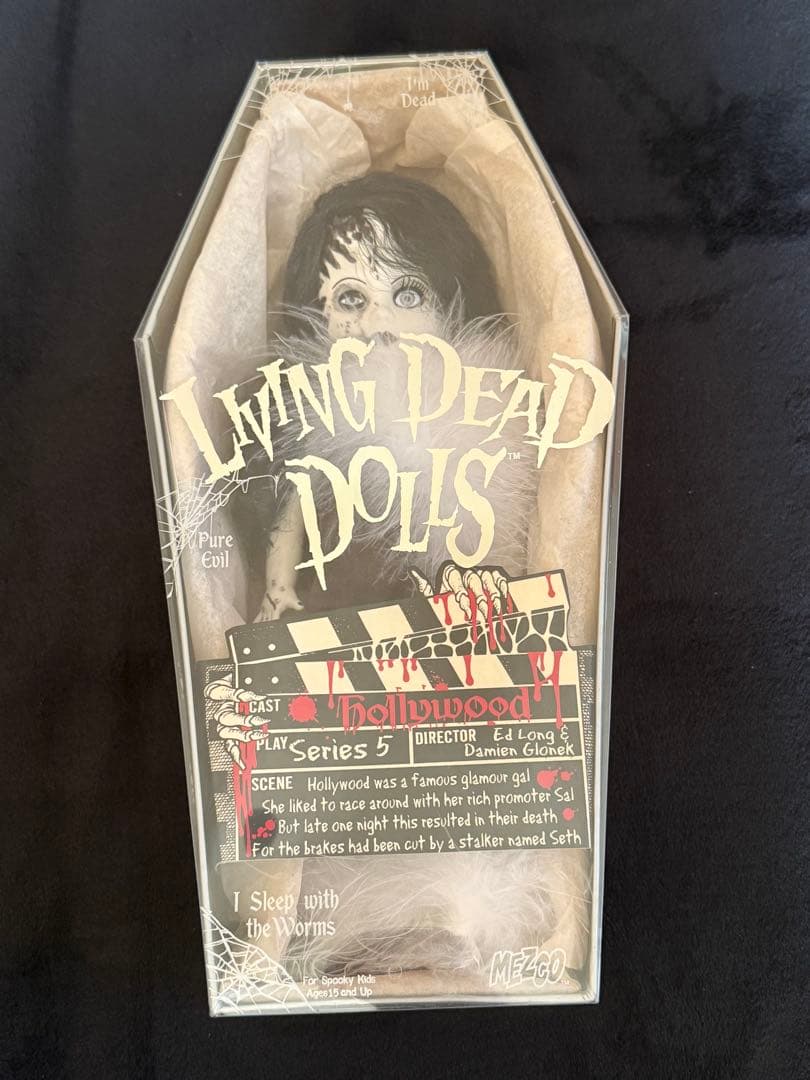 I'm
Dead
LIVING DEAD
DOLLS™
Pure
Evil
CAST Hollywood
PLAY Series 5 DIRECTOR Ed Long &
Damien Glonek
SCENE Hollywood was a famous glamour gal
She liked to race around with her rich promoter Sal
But late one night this resulted in their death
For the brakes had been cut by a stalker named Seth
I Sleep with
the Worms
For Spooky Kids
Ages 15 and Up
MEZCO™